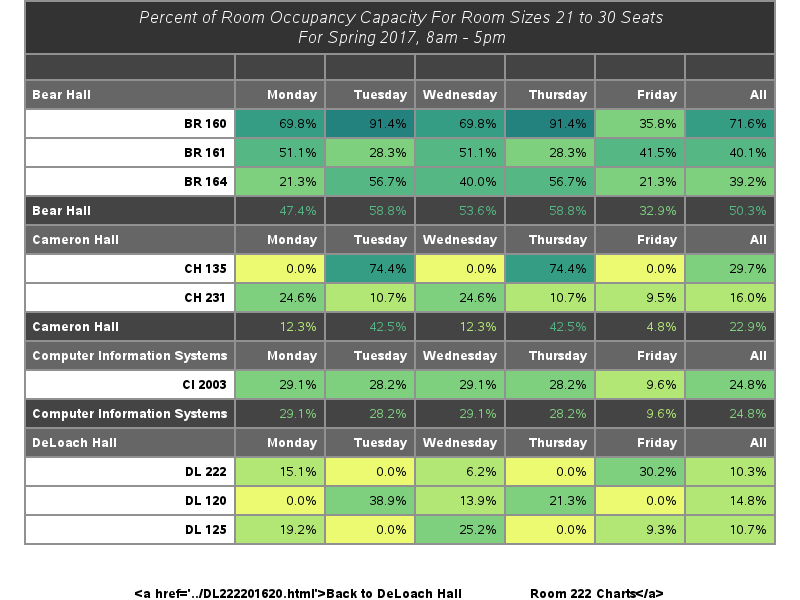 Percent of Room Occupancy Capacity For Room Sizes 21 to 30 Seats
For Spring 2017, 8am - 5pm
Bear Hall Monday Tuesday Wednesday Thursday Friday All
BR 160 69.8% 91.4% 69.8% 91.4% 35.8% 71.6%
BR 161 51.1% 28.3% 51.1% 28.3% 41.5% 40.1%
BR 164 21.3% 56.7% 40.0% 56.7% 21.3% 39.2%
Bear Hall 47.4% 58.8% 53.6% 58.8% 32.9% 50.3%
Cameron Hall Monday Tuesday Wednesday Thursday Friday All
CH 135 0.0% 74.4% 0.0% 74.4% 0.0% 29.7%
CH 231 24.6% 10.7% 24.6% 10.7% 9.5% 16.0%
Cameron Hall 12.3% 42.5% 12.3% 42.5% 4.8% 22.9%
Computer Information Systems Monday Tuesday Wednesday Thursday Friday All
CI 2003 29.1% 28.2% 29.1% 28.2% 9.6% 24.8%
Computer Information Systems 29.1% 28.2% 29.1% 28.2% 9.6% 24.8%
DeLoach Hall Monday Tuesday Wednesday Thursday Friday All
DL 222 15.1% 0.0% 6.2% 0.0% 30.2% 10.3%
DL 120 0.0% 38.9% 13.9% 21.3% 0.0% 14.8%
DL 125 19.2% 0.0% 25.2% 0.0% 9.3% 10.7%
<a href='../DL222201620.html'>Back to DeLoach Hall Room 222 Charts</a>